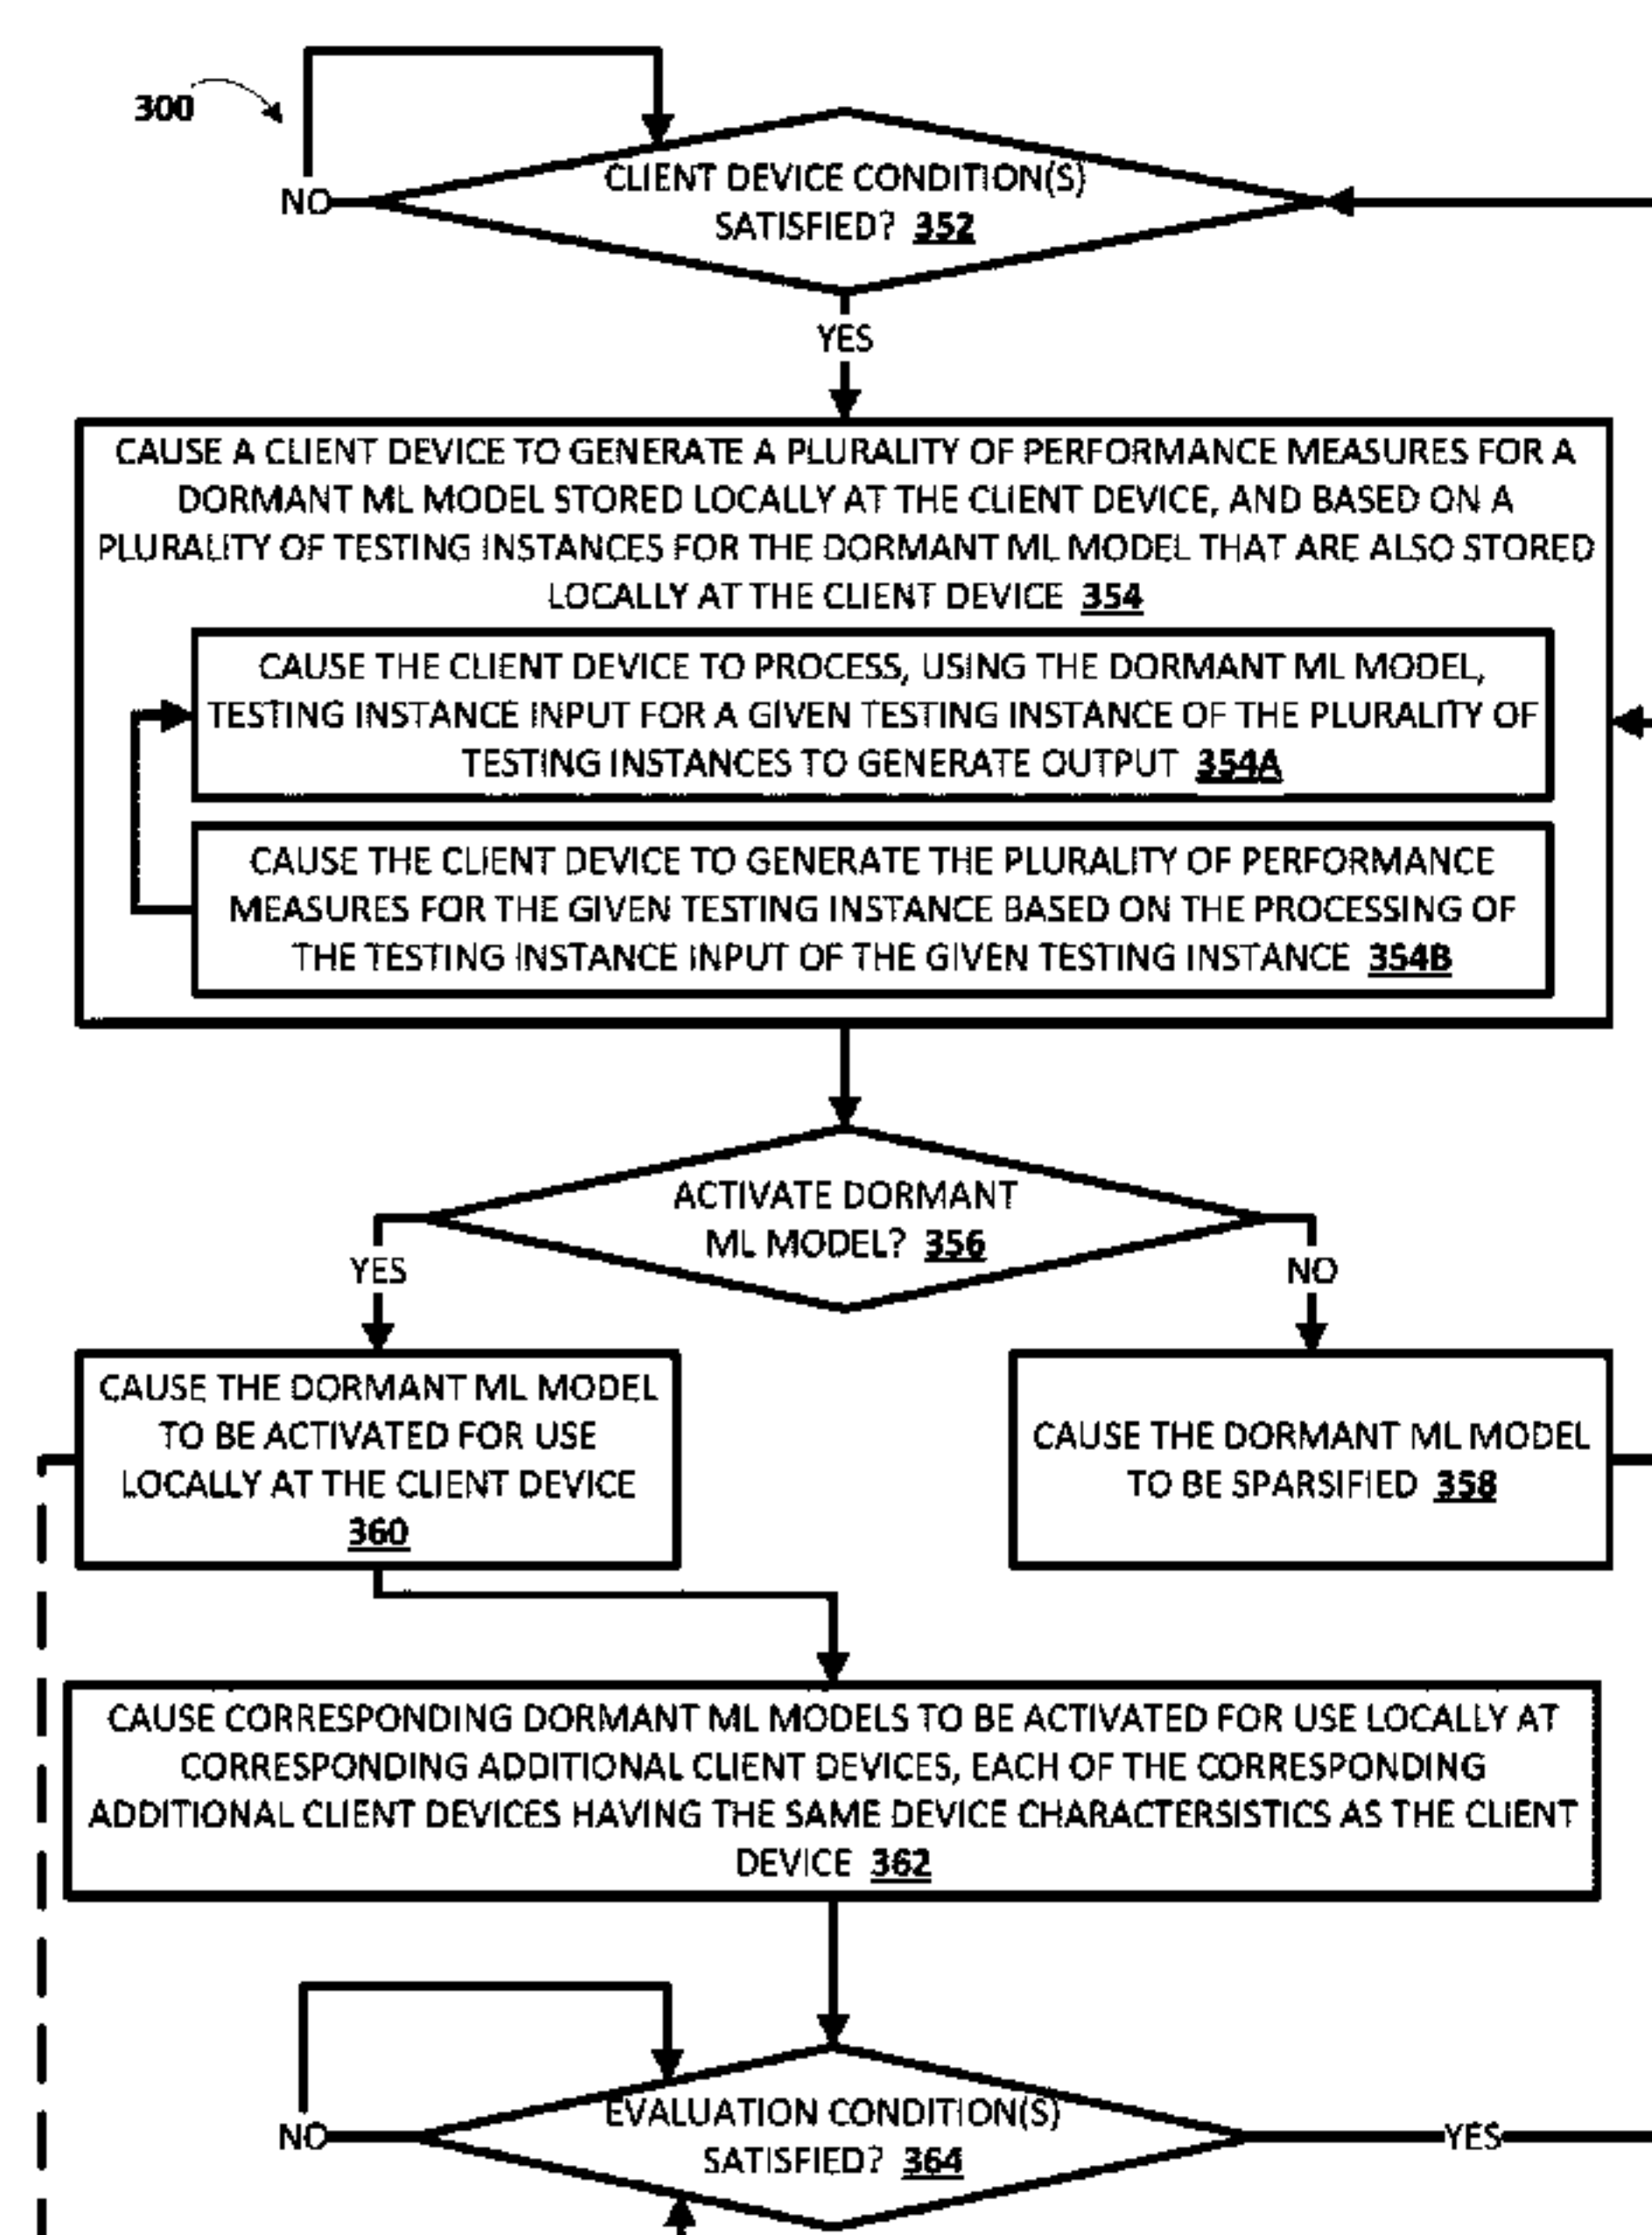 300
CLIENT DEVICE CONDITION(S)
SATISFIED? 352
NO
YES
CAUSE A CLIENT DEVICE TO GENERATE A PLURALITY OF PERFORMANCE MEASURES FOR A
DORMANT ML MODEL STORED LOCALLY AT THE CLIENT DEVICE, AND BASED ON A
PLURALITY OF TESTING INSTANCES FOR THE DORMANT ML MODEL THAT ARE ALSO STORED
LOCALLY AT THE CLIENT DEVICE 354
CAUSE THE CLIENT DEVICE TO PROCESS, USING THE DORMANT ML MODEL,
TESTING INSTANCE INPUT FOR A GIVEN TESTING INSTANCE OF THE PLURALITY OF
TESTING INSTANCES TO GENERATE OUTPUT 354A
CAUSE THE CLIENT DEVICE TO GENERATE THE PLURALITY OF PERFORMANCE
MEASURES FOR THE GIVEN TESTING INSTANCE BASED ON THE PROCESSING OF
THE TESTING INSTANCE INPUT OF THE GIVEN TESTING INSTANCE 354B
ACTIVATE DORMANT
ML MODEL? 356
YES
NO
CAUSE THE DORMANT ML MODEL
TO BE ACTIVATED FOR USE
LOCALLY AT THE CLIENT DEVICE
360
CAUSE THE DORMANT ML MODEL
TO BE SPARSIFIED 358
CAUSE CORRESPONDING DORMANT ML MODELS TO BE ACTIVATED FOR USE LOCALLY AT
CORRESPONDING ADDITIONAL CLIENT DEVICES, EACH OF THE CORRESPONDING
ADDITIONAL CLIENT DEVICES HAVING THE SAME DEVICE CHARACTERSISTICS AS THE CLIENT
DEVICE 362
EVALUATION CONDITION(S)
SATISFIED? 364
NO
YES